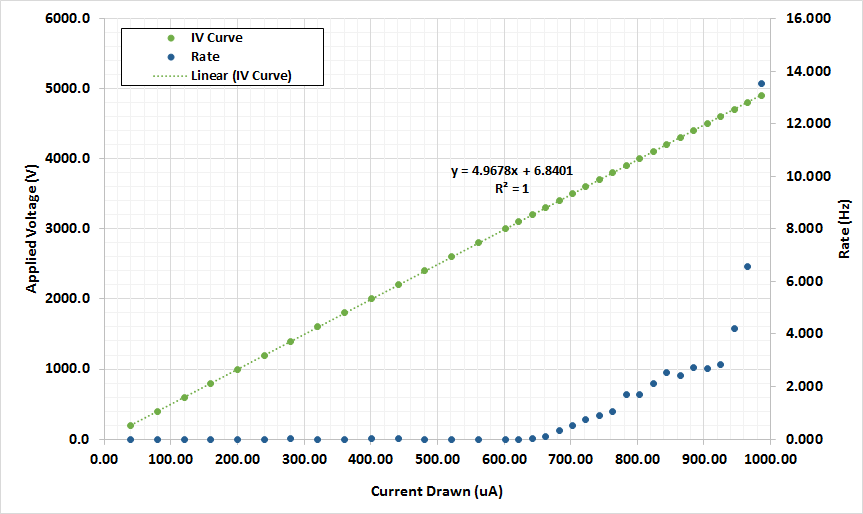 6000.0
5000.0
4000.0
3000.0
2000.0
1000.0
0.0
Applied Voltage (V)
IV Curve
Rate
Linear (IV Curve)
y = 4.9678x + 6.8401
R² = 1
16.000
14.000
12.000
10.000
8.000
6.000
4.000
2.000
0.000
Rate (Hz)
0.00 100.00 200.00 300.00 400.00 500.00 600.00 700.00 800.00 900.00 1000.00
Current Drawn (uA)